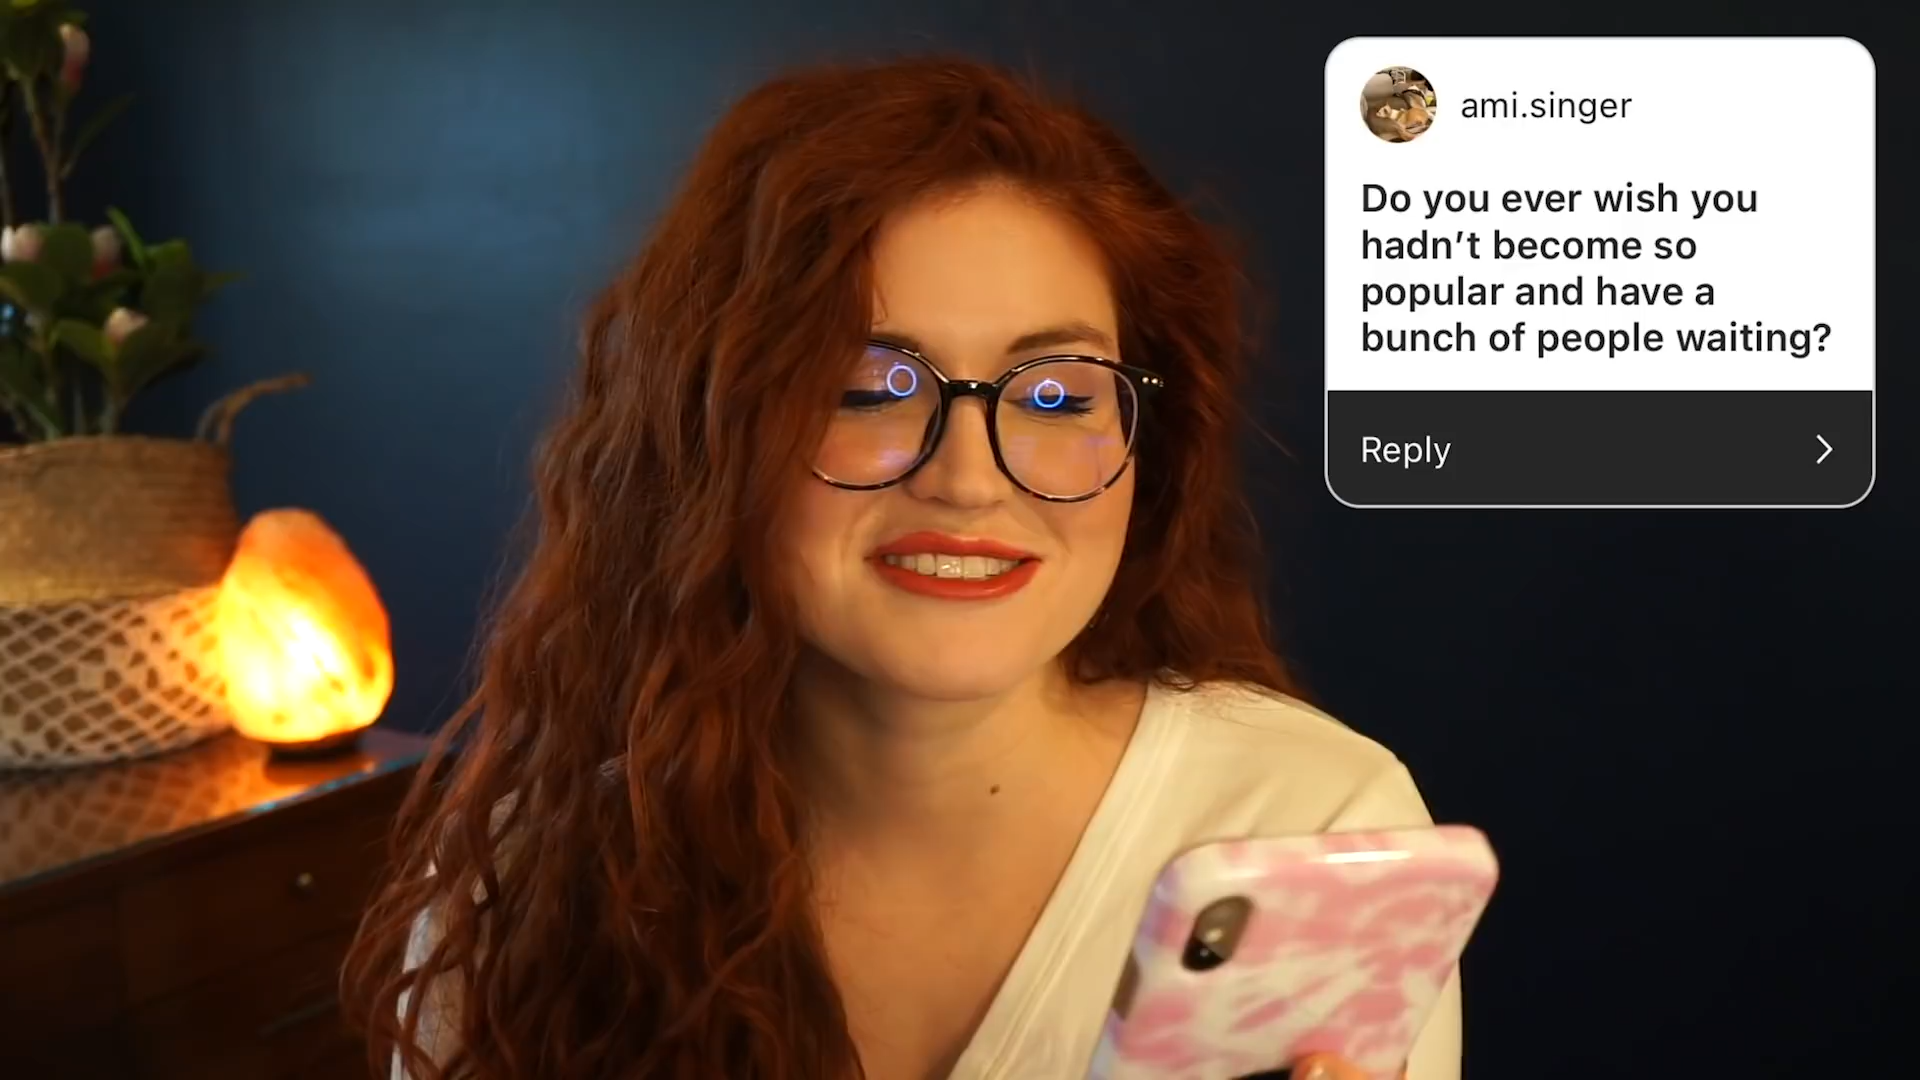 ami.singer
Do you ever wish you
hadn’t become so
popular and have a
bunch of people waiting?
Reply